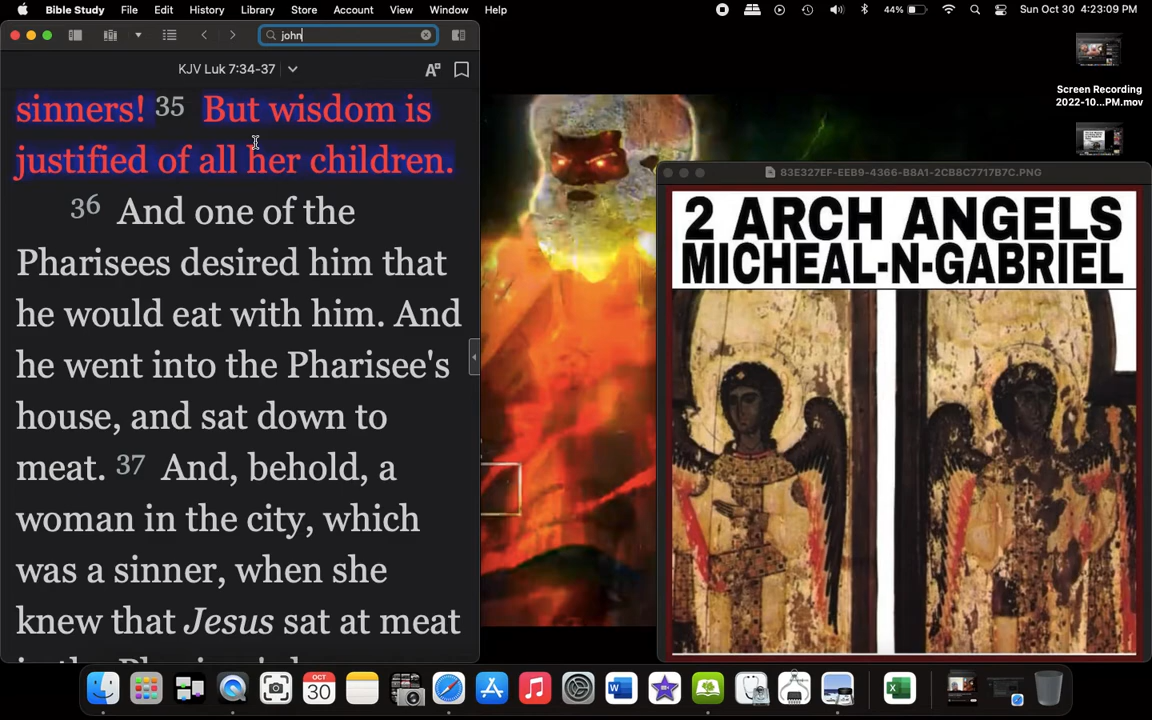 Bible Study File Edit History Library Store Account View Window Help
44% Sun Oct 30 4:23:09 PM
john
KJV Luk 7:34-37
sinners! 35 But wisdom is
justified of all her children.
36 And one of the
Pharisees desired him that
he would eat with him. And
he went into the Pharisee's
house, and sat down to
meat. 37 And, behold, a
woman in the city, which
was a sinner, when she
knew that Jesus sat at meat
Screen Recording
2022-10...PM.mov
83E327EF-EEB9-4366-B8A1-2CB8C7717B7C.PNG
2 ARCH ANGELS
MICHEAL-N-GABRIEL
OCT
30